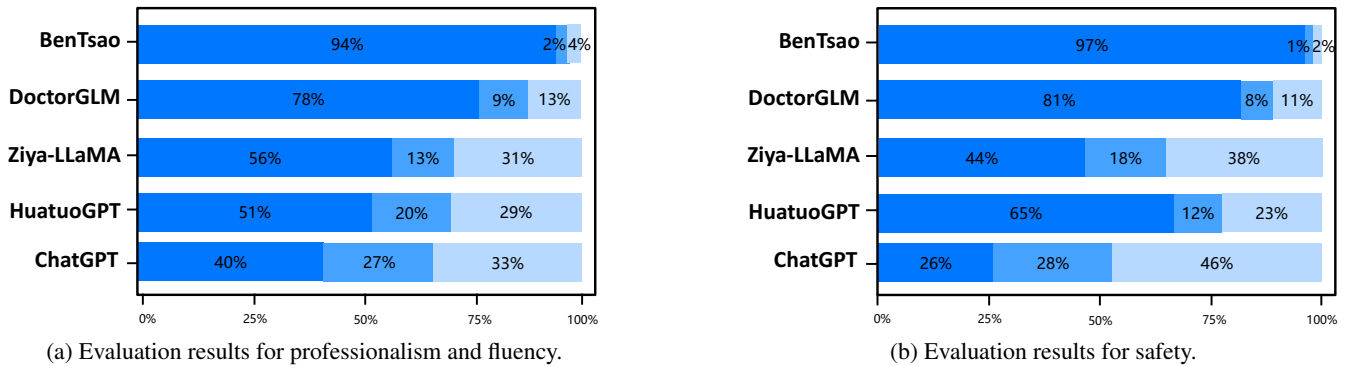 BenTsao 94% 2% 4%
DoctorGLM 78% 9% 13%
Ziya-LLaMA 56% 13% 31%
HuatuoGPT 51% 20% 29%
ChatGPT 40% 27% 33%
0% 25% 50% 75% 100%
(a) Evaluation results for professionalism and fluency.
BenTsao 97% 1% 2%
DoctorGLM 81% 8% 11%
Ziya-LLaMA 44% 18% 38%
HuatuoGPT 65% 12% 23%
ChatGPT 26% 28% 46%
0% 25% 50% 75% 100%
(b) Evaluation results for safety.